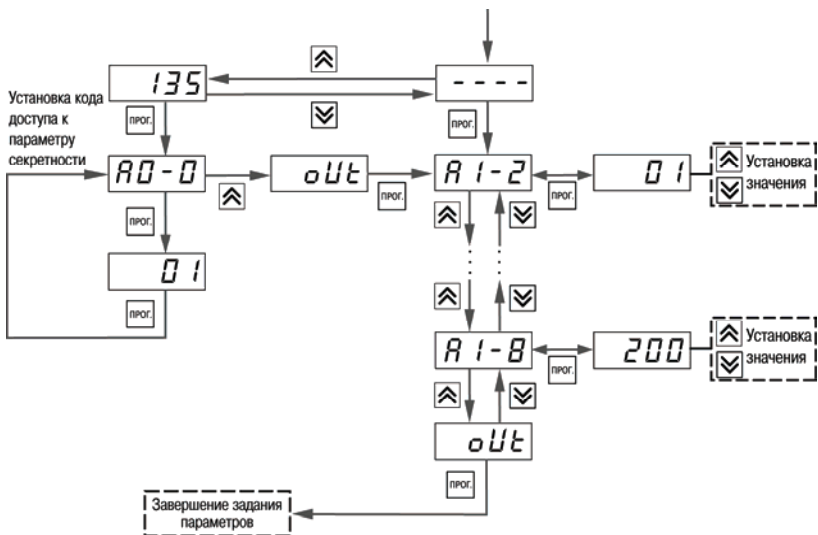 135
- - - -
Установка кода
доступа к
параметру
секретности
ПРОГ.
ПРОГ.
A0-0
oUt
A1-2
01
Установка
значения
ПРОГ.
ПРОГ.
ПРОГ.
01
ПРОГ.
A1-8
200
Установка
значения
ПРОГ.
oUt
ПРОГ.
Завершение задания
параметров